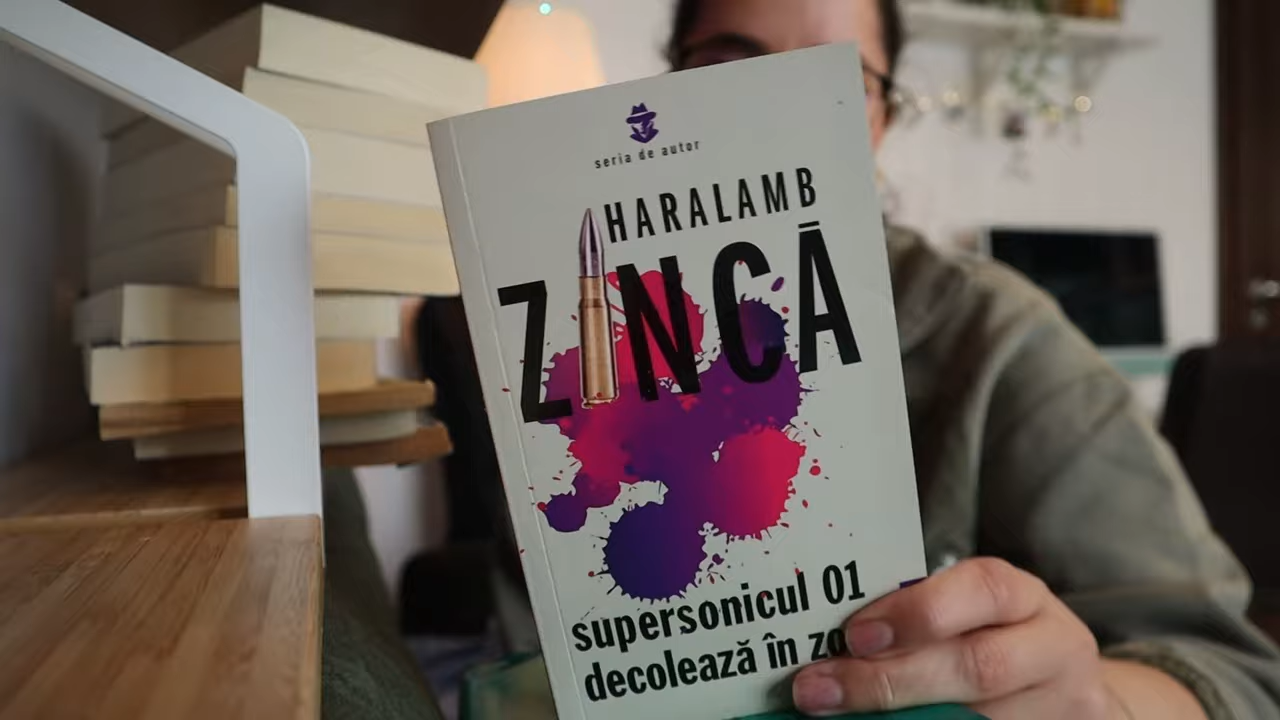 seria de autor
HARALAMB
ZINCĂ
supersonicul 01
decolează în